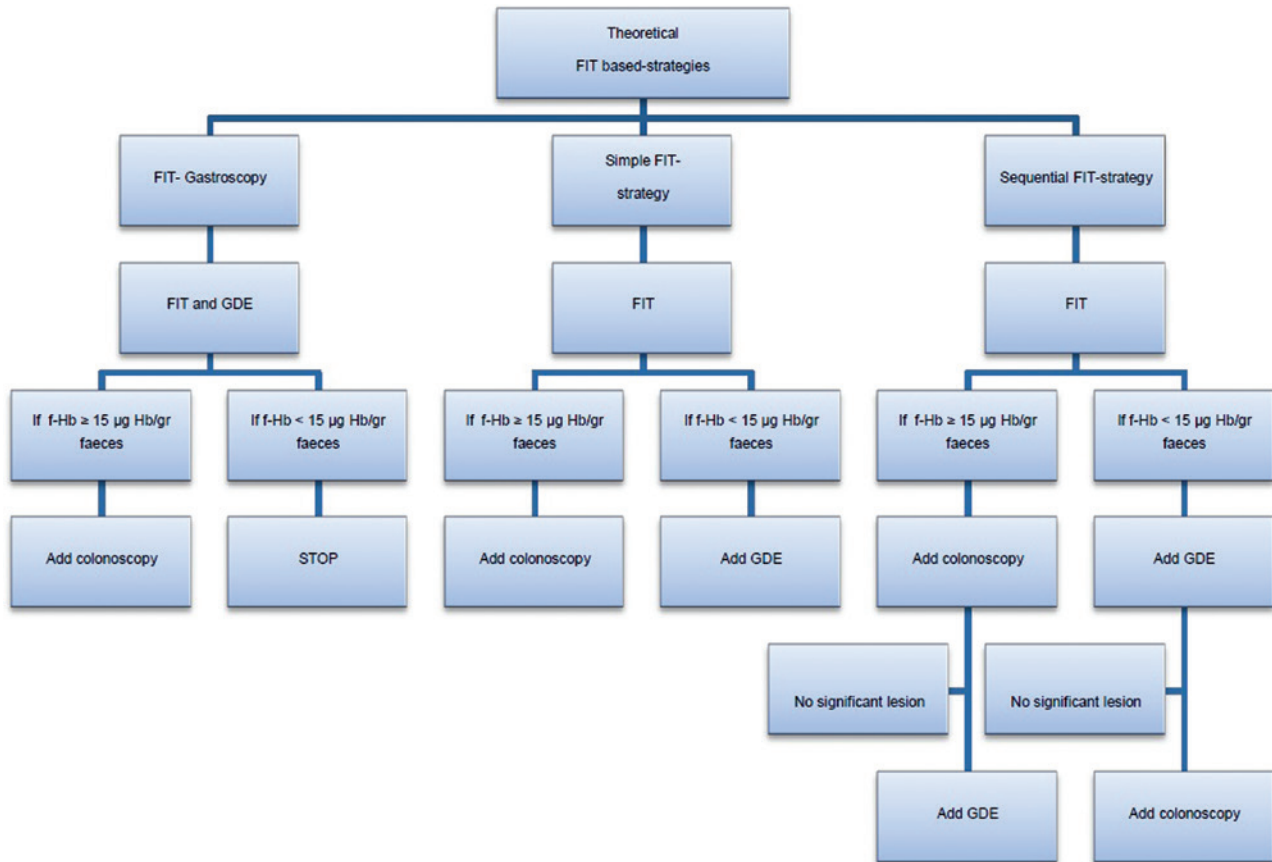 Theoretical
FIT based-strategies
FIT- Gastroscopy
Simple FIT-
strategy
Sequential FIT-strategy
FIT and GDE
FIT
FIT
If f-Hb ≥ 15 µg Hb/gr
faeces
If f-Hb < 15 µg Hb/gr
faeces
If f-Hb ≥ 15 µg Hb/gr
faeces
If f-Hb < 15 µg Hb/gr
faeces
If f-Hb ≥ 15 µg Hb/gr
faeces
If f-Hb < 15 µg Hb/gr
faeces
Add colonoscopy
STOP
Add colonoscopy
Add GDE
Add colonoscopy
Add GDE
No significant lesion
No significant lesion
Add GDE
Add colonoscopy